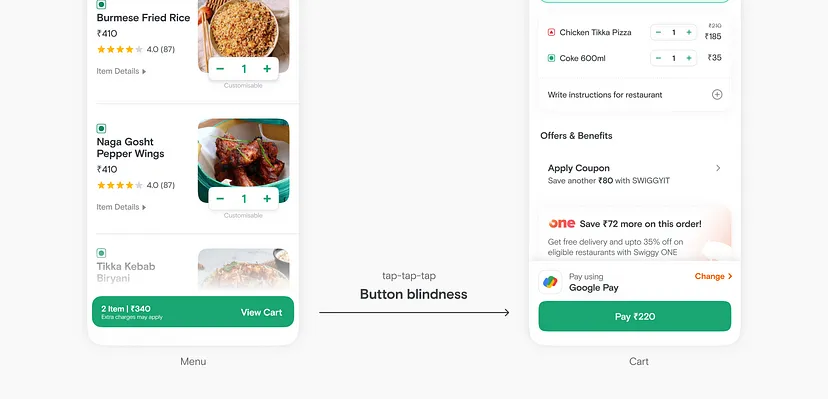 Burmese Fried Rice
₹410
4.0 (87)
Item Details
− 1 +
Customisable
Naga Gosht
Pepper Wings
₹410
4.0 (87)
Item Details
− 1 +
Customisable
Tikka Kebab
Biryani
2 Item | ₹340
Extra charges may apply
View Cart
Menu
tap-tap-tap
Button blindness
Chicken Tikka Pizza
− 1 +
₹210
₹185
Coke 600ml
− 1 +
₹35
Write instructions for restaurant
Offers & Benefits
Apply Coupon
Save another ₹80 with SWIGGYIT
one Save ₹72 more on this order!
Get free delivery and upto 35% off on
eligible restaurants with Swiggy ONE
Pay using
Google Pay
Change
Pay ₹220
Cart